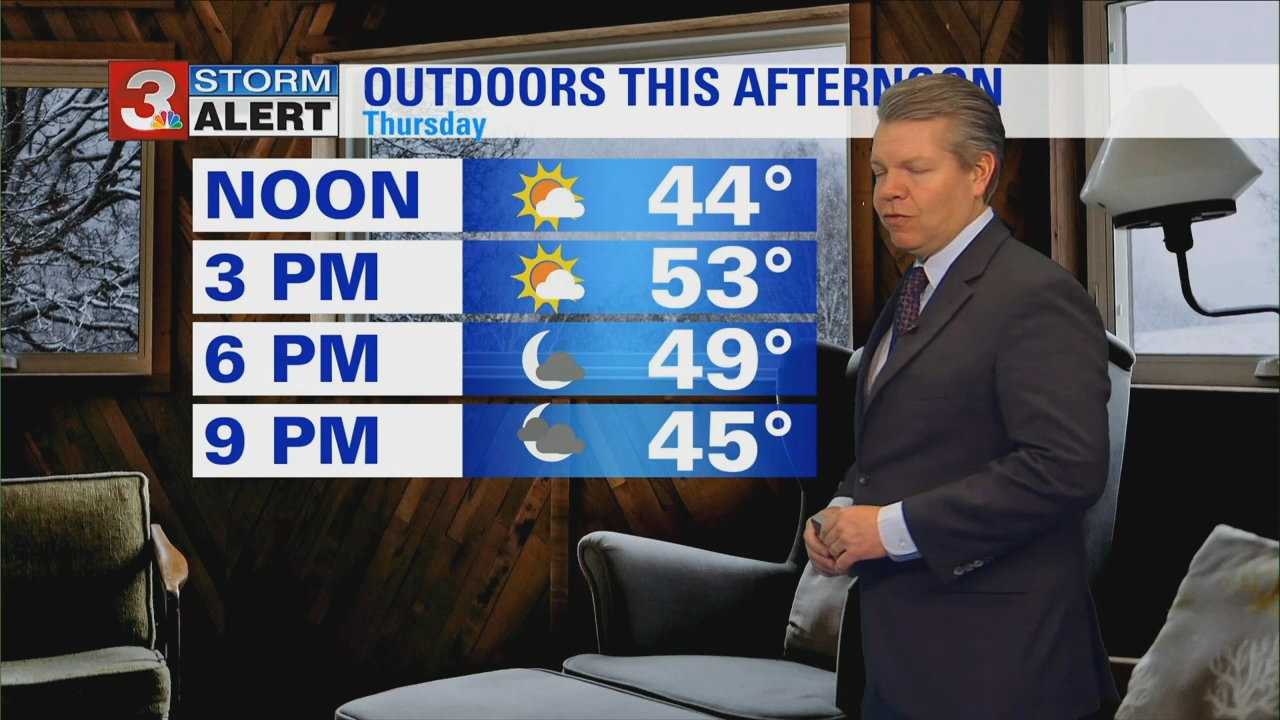 3 STORM ALERT
OUTDOORS THIS AFTERNOON
Thursday
NOON 44°
3 PM 53°
6 PM 49°
9 PM 45°